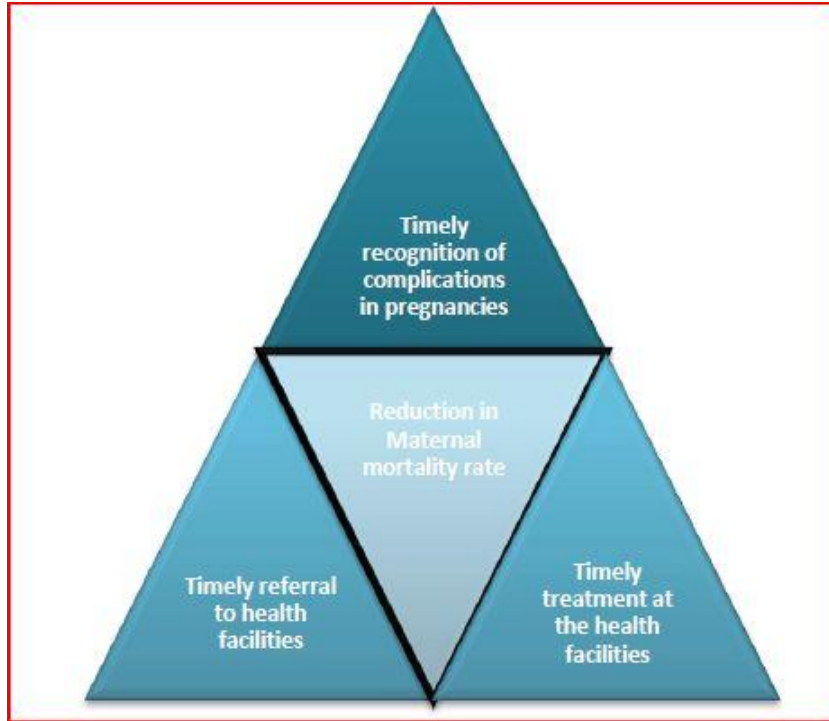 Timely
recognition of
complications
in pregnancies
Reduction in
Maternal
mortality rate
Timely referral
to health
facilities
Timely
treatment at
the health
facilities